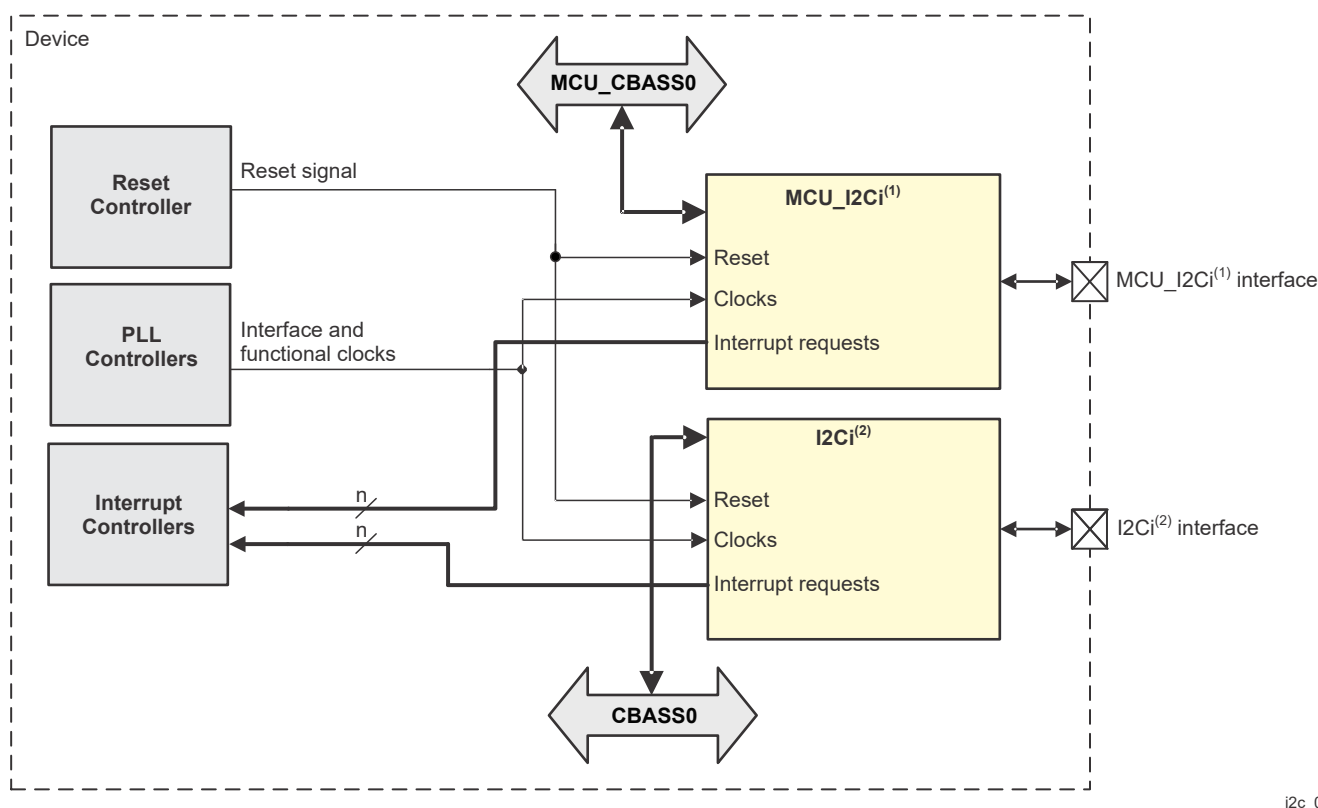 Device
MCU_CBASS0
Reset
Controller
Reset signal
MCU_I2Ci(1)
Reset
Clocks
Interrupt requests
MCU_I2Ci(1) interface
PLL
Controllers
Interface and
functional clocks
I2Ci(2)
Reset
Clocks
Interrupt requests
I2Ci(2) interface
Interrupt
Controllers
n
n
CBASS0